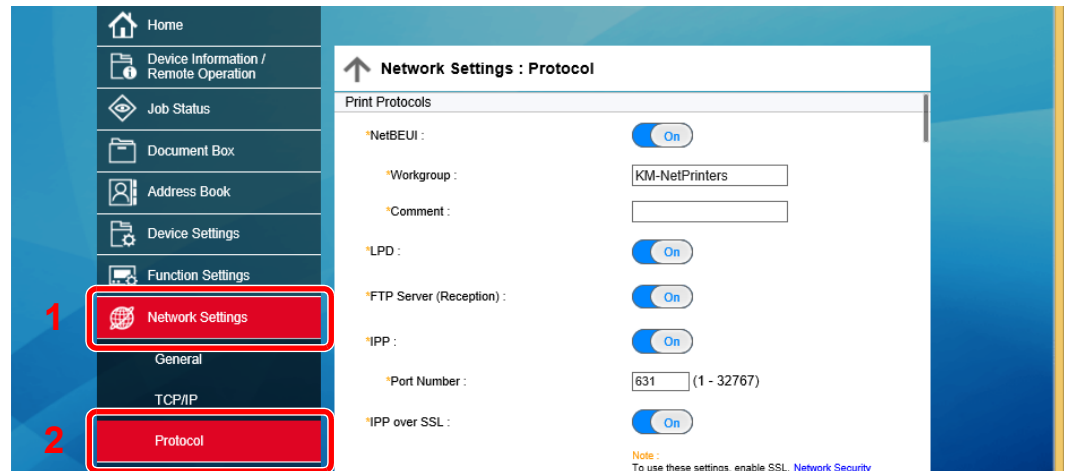 Home
Device Information /
Remote Operation
Job Status
Document Box
Address Book
Device Settings
Function Settings
1
Network Settings
General
TCP/IP
2
Protocol
Network Settings : Protocol
Print Protocols
*NetBEUI :
On
*Workgroup :
KM-NetPrinters
*Comment :
*LPD :
On
*FTP Server (Reception) :
On
*IPP :
On
*Port Number :
631 (1 - 32767)
*IPP over SSL :
On
Note :
To use these settings, enable SSL. Network Security